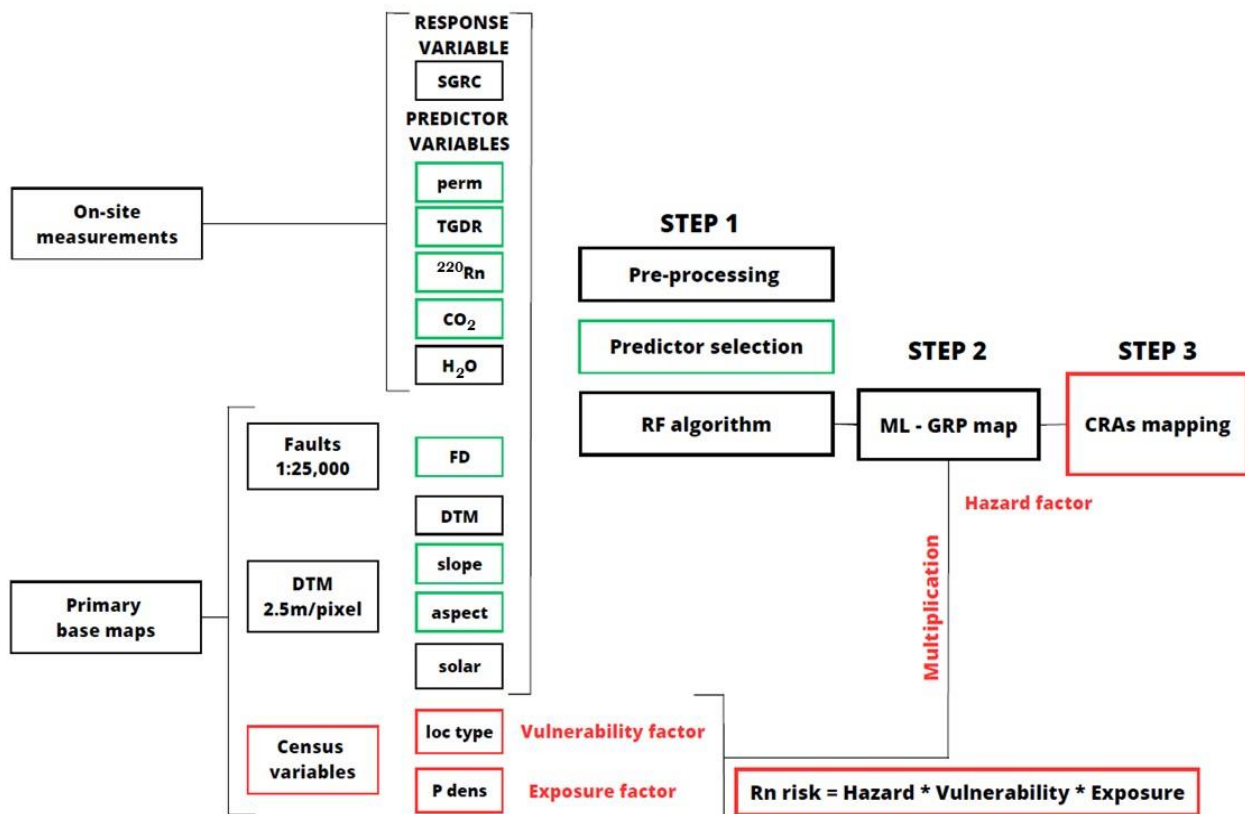 RESPONSE
VARIABLE
SGRC
PREDICTOR
VARIABLES
perm
TGDR
²²⁰Rn
CO₂
H₂O
On-site
measurements
Faults
1:25,000
FD
DTM
slope
aspect
solar
DTM
2.5m/pixel
Primary
base maps
Census
variables
loc type
Vulnerability factor
P dens
Exposure factor
STEP 1
Pre-processing
Predictor selection
RF algorithm
STEP 2
ML - GRP map
STEP 3
CRAs mapping
Hazard factor
Multiplication
Rn risk = Hazard * Vulnerability * Exposure